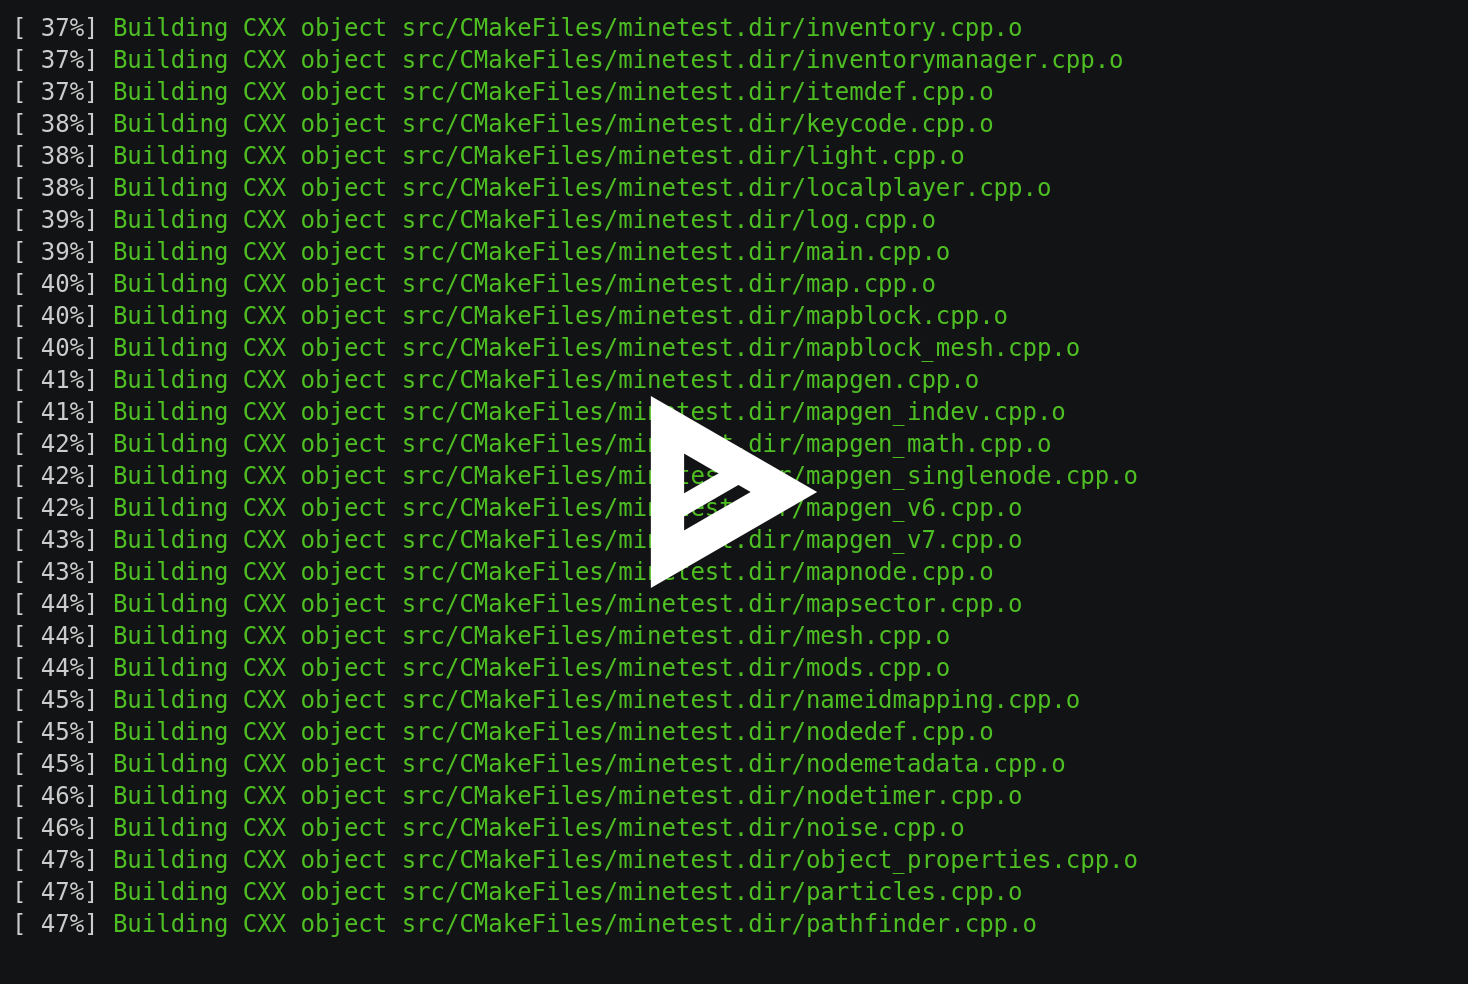 [ 37%] Building CXX object src/CMakeFiles/minetest.dir/inventory.cpp.o
[ 37%] Building CXX object src/CMakeFiles/minetest.dir/inventorymanager.cpp.o
[ 37%] Building CXX object src/CMakeFiles/minetest.dir/itemdef.cpp.o
[ 38%] Building CXX object src/CMakeFiles/minetest.dir/keycode.cpp.o
[ 38%] Building CXX object src/CMakeFiles/minetest.dir/light.cpp.o
[ 38%] Building CXX object src/CMakeFiles/minetest.dir/localplayer.cpp.o
[ 39%] Building CXX object src/CMakeFiles/minetest.dir/log.cpp.o
[ 39%] Building CXX object src/CMakeFiles/minetest.dir/main.cpp.o
[ 40%] Building CXX object src/CMakeFiles/minetest.dir/map.cpp.o
[ 40%] Building CXX object src/CMakeFiles/minetest.dir/mapblock.cpp.o
[ 40%] Building CXX object src/CMakeFiles/minetest.dir/mapblock_mesh.cpp.o
[ 41%] Building CXX object src/CMakeFiles/minetest.dir/mapgen.cpp.o
[ 41%] Building CXX object src/CMakeFiles/minetest.dir/mapgen_indev.cpp.o
[ 42%] Building CXX object src/CMakeFiles/minetest.dir/mapgen_math.cpp.o
[ 42%] Building CXX object src/CMakeFiles/minetest.dir/mapgen_singlenode.cpp.o
[ 42%] Building CXX object src/CMakeFiles/minetest.dir/mapgen_v6.cpp.o
[ 43%] Building CXX object src/CMakeFiles/minetest.dir/mapgen_v7.cpp.o
[ 43%] Building CXX object src/CMakeFiles/minetest.dir/mapnode.cpp.o
[ 44%] Building CXX object src/CMakeFiles/minetest.dir/mapsector.cpp.o
[ 44%] Building CXX object src/CMakeFiles/minetest.dir/mesh.cpp.o
[ 44%] Building CXX object src/CMakeFiles/minetest.dir/mods.cpp.o
[ 45%] Building CXX object src/CMakeFiles/minetest.dir/nameidmapping.cpp.o
[ 45%] Building CXX object src/CMakeFiles/minetest.dir/nodedef.cpp.o
[ 45%] Building CXX object src/CMakeFiles/minetest.dir/nodemetadata.cpp.o
[ 46%] Building CXX object src/CMakeFiles/minetest.dir/nodetimer.cpp.o
[ 46%] Building CXX object src/CMakeFiles/minetest.dir/noise.cpp.o
[ 47%] Building CXX object src/CMakeFiles/minetest.dir/object_properties.cpp.o
[ 47%] Building CXX object src/CMakeFiles/minetest.dir/particles.cpp.o
[ 47%] Building CXX object src/CMakeFiles/minetest.dir/pathfinder.cpp.o